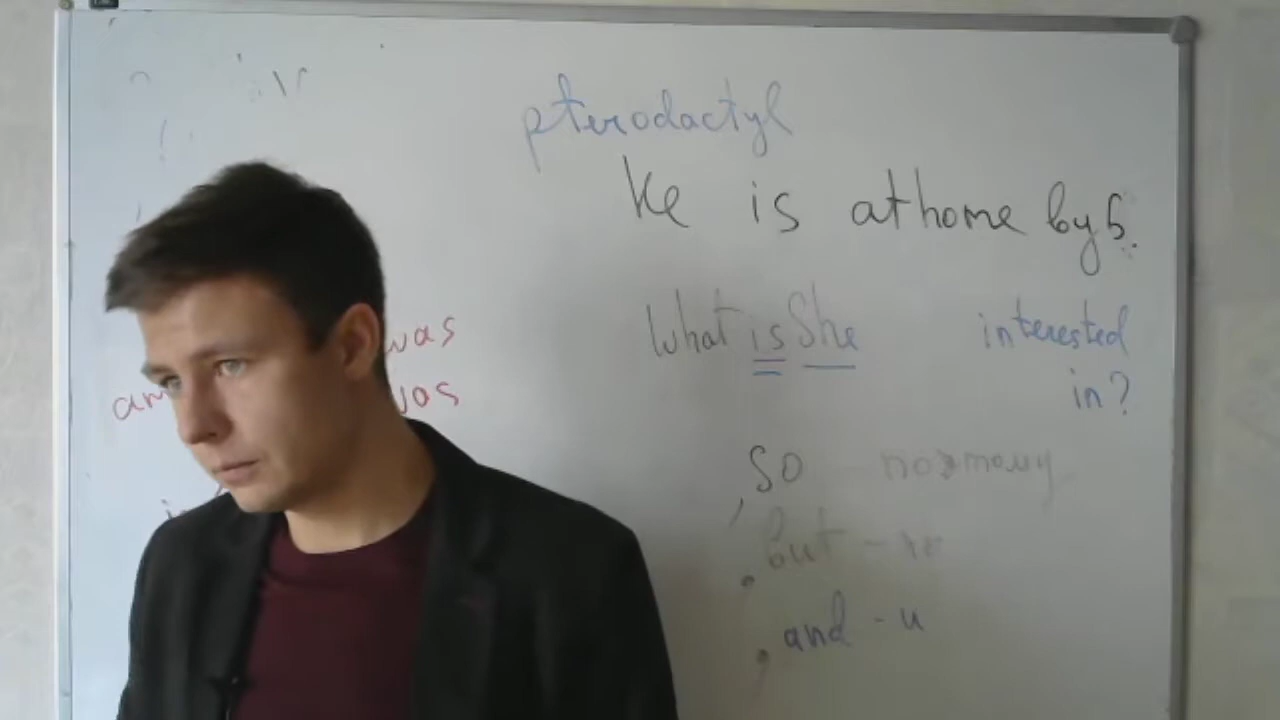 pterodactyl
He is at home by 5.
was
What is She interested
am was
in?
, so поэтому
, but - но
, and - и